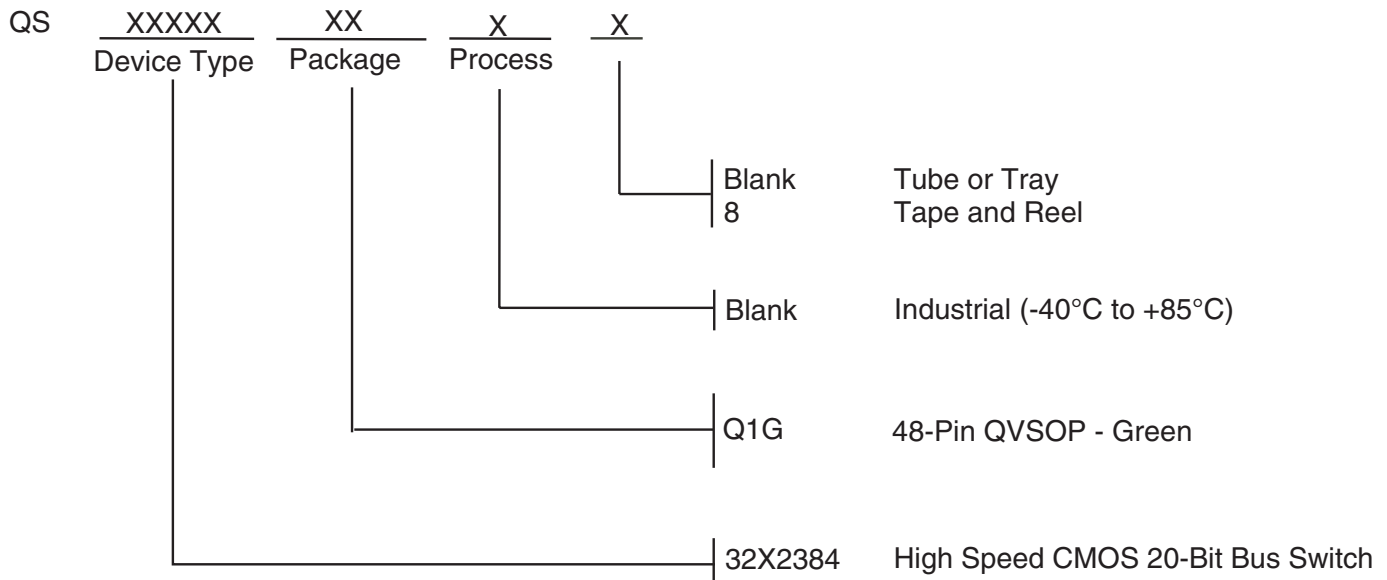 QS XXXXX XX X X
Device Type Package Process
Blank Tube or Tray
8 Tape and Reel
Blank Industrial (-40°C to +85°C)
Q1G 48-Pin QVSOP - Green
32X2384 High Speed CMOS 20-Bit Bus Switch